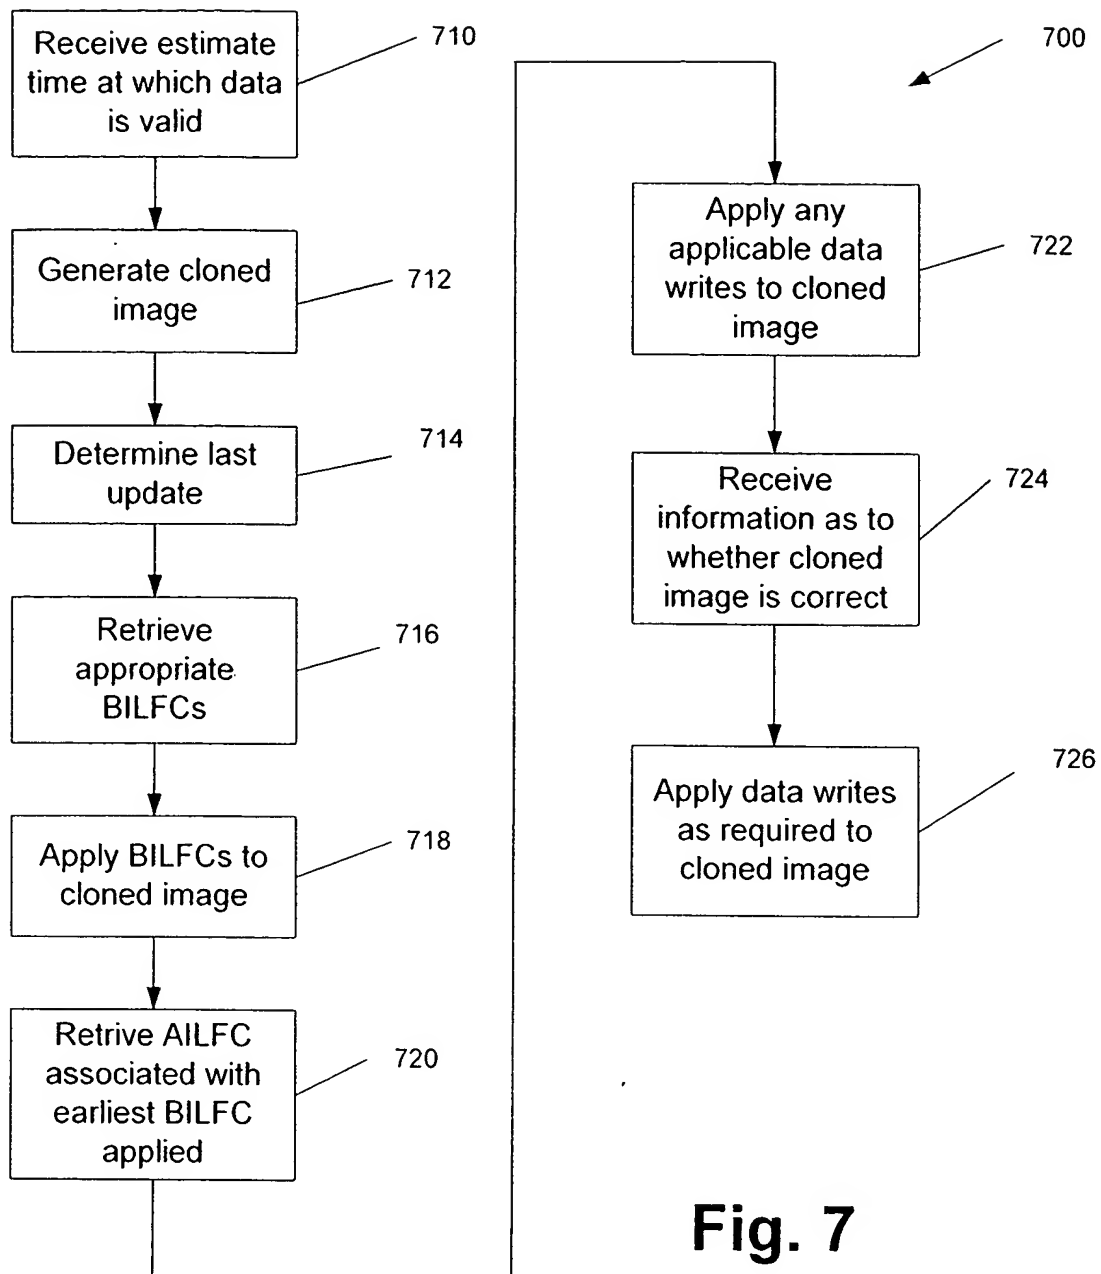 Receive estimate
time at which data
is valid
710
Generate cloned
image
712
Determine last
update
714
Retrieve
appropriate
BILFCs
716
Apply BILFCs to
cloned image
718
Retrive AILFC
associated with
earliest BILFC
applied
720
700
Apply any
applicable data
writes to cloned
image
722
Receive
information as to
whether cloned
image is correct
724
Apply data writes
as required to
cloned image
726
Fig. 7